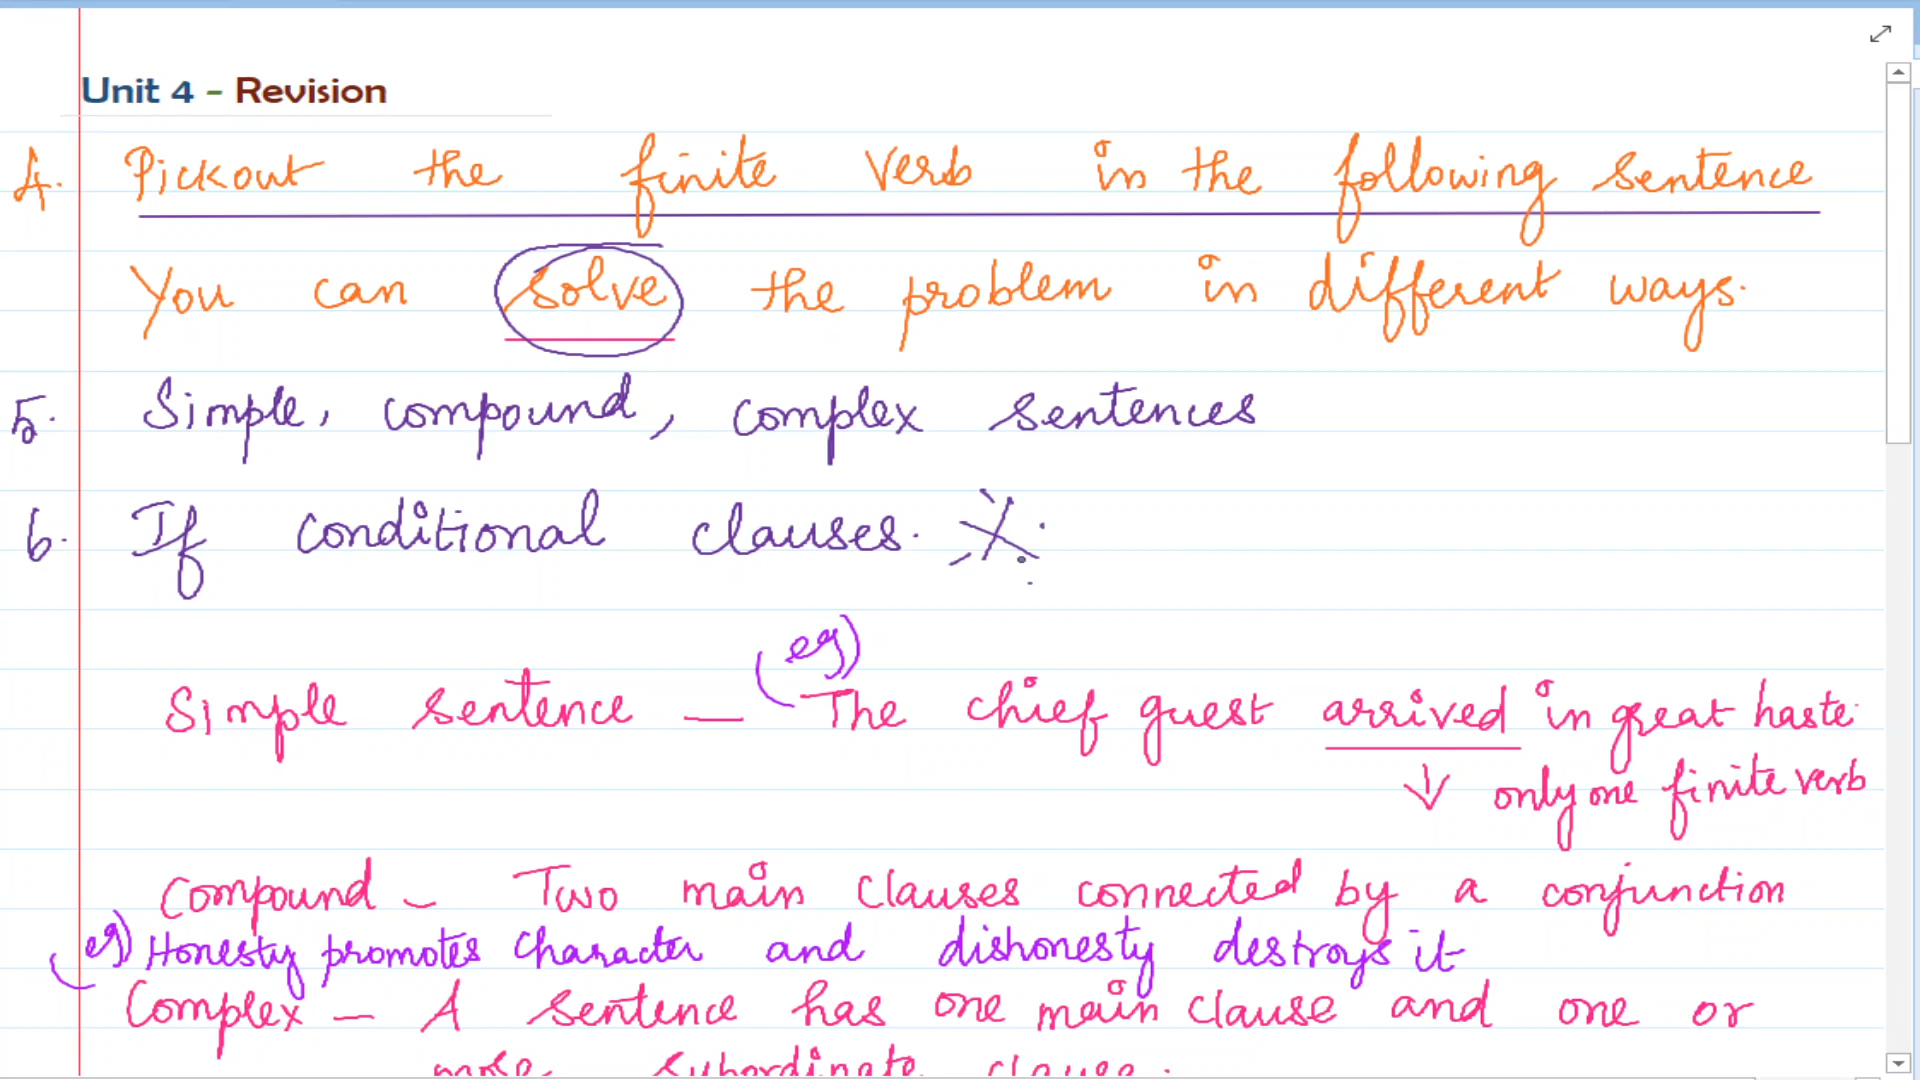 Unit 4 - Revision
4. Pickout the finite verb in the following sentence
You can solve the problem in different ways.
5. Simple, compound, complex sentences
6. If conditional clauses.
Simple sentence - (eg) The chief guest arrived in great haste.
↓ only one finite verb
Compound - Two main clauses connected by a conjunction
(eg) Honesty promotes character and dishonesty destroys it
Complex - A sentence has one main clause and one or
more subordinate clause.